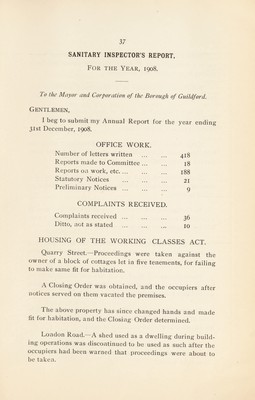 37
SANITARY INSPECTOR'S REPORT,
FOR THE YEAR, 1908.
To the Mayor and Corporation of the Borough of Guildford.
GENTLEMEN,
I beg to submit my Annual Report for the year ending
31st December, 1908.
OFFICE WORK.
Number of letters written ... ... 418
Reports made to Committee ... ... 18
Reports on work, etc.... ... ... 188
Statutory Notices ... ... ... 21
Preliminary Notices ... ... ... 9
COMPLAINTS RECEIVED.
Complaints received ... ... ... 36
Ditto, not as stated ... ... ... 10
HOUSING OF THE WORKING CLASSES ACT.
Quarry Street.—Proceedings were taken against the
owner of a block of cottages let in five tenements, for failing
to make same fit for habitation.
A Closing Order was obtained, and the occupiers after
notices served on them vacated the premises.
The above property has since changed hands and made
fit for habitation, and the Closing Order determined.
London Road.—A shed used as a dwelling during build-
ing operations was discontinued to be used as such after the
occupiers had been warned that proceedings were about to
be taken.